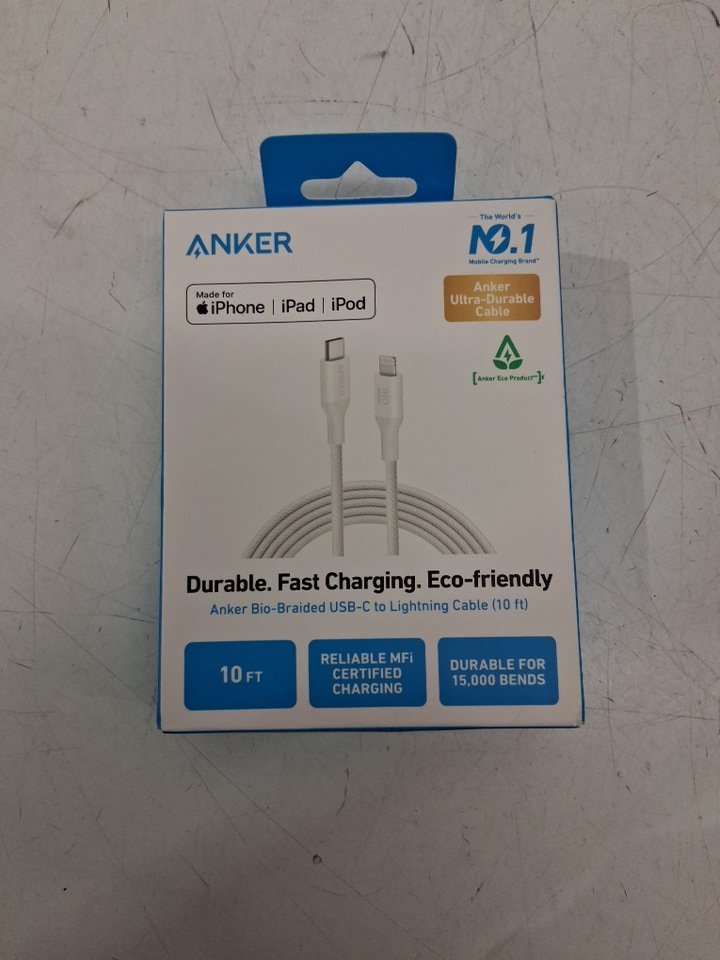 ANKER
The World's
NO.1
Mobile Charging Brand*
Made for
iPhone | iPad | iPod
Anker
Ultra-Durable
Cable
[Anker Eco Product™]§
ANKER
Durable. Fast Charging. Eco-friendly
Anker Bio-Braided USB-C to Lightning Cable (10 ft)
10 FT
RELIABLE MFi
CERTIFIED
CHARGING
DURABLE FOR
15,000 BENDS